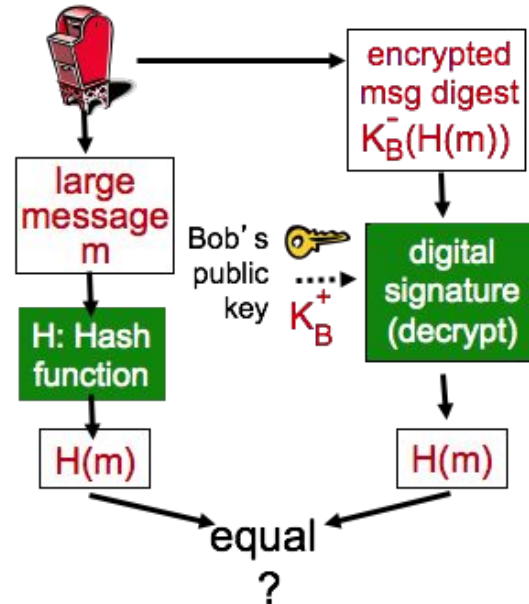 encrypted
msg digest
K_B^-(H(m))
large
message
m
Bob's
public
key
K_B^+
digital
signature
(decrypt)
H: Hash
function
H(m)
H(m)
equal
?